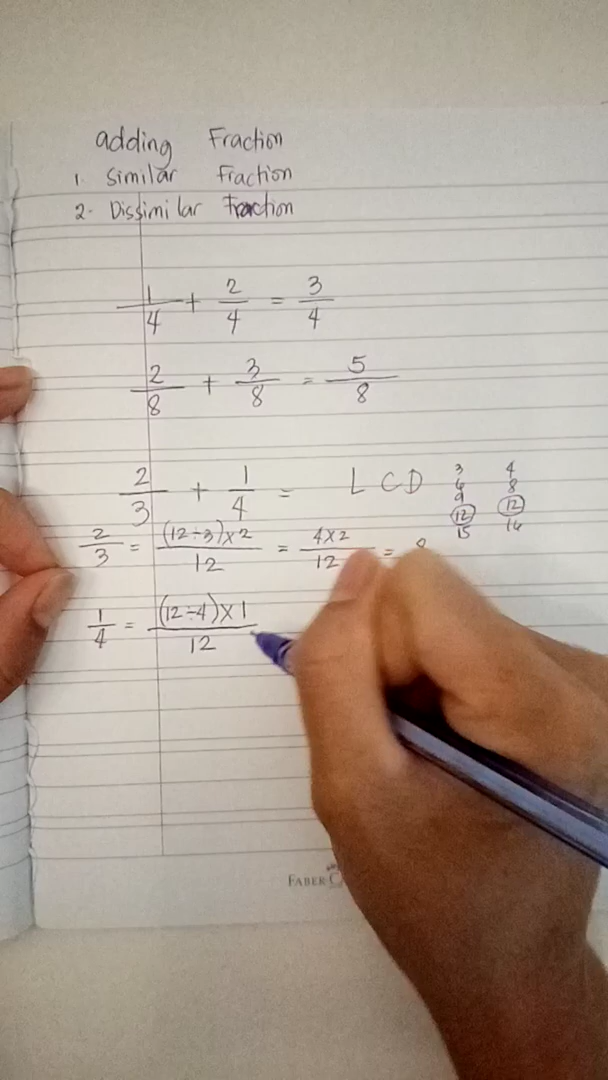 adding Fraction
1. Similar Fraction
2. Dissimilar Fraction
1/4 + 2/4 = 3/4
2/8 + 3/8 = 5/8
2/3 + 1/4 = LCD 3 6 9 12 15 4 8 12 16
2/3 = (12÷3)x2/12 = 4x2/12 = 8
1/4 = (12÷4)x1/12